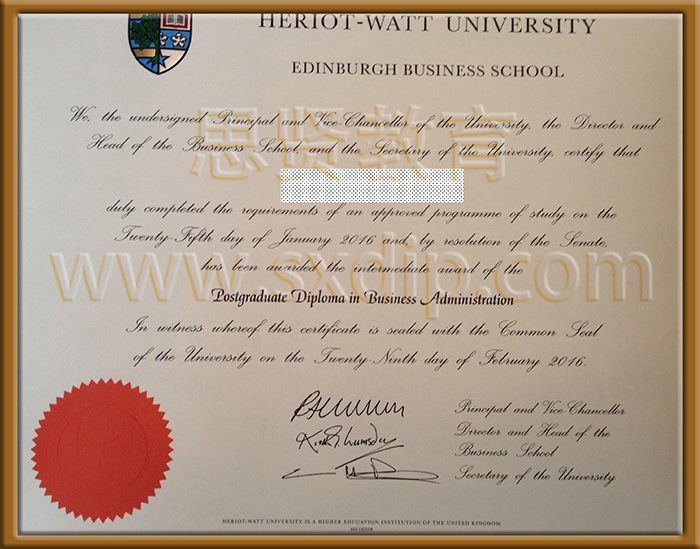 HERIOT-WATT UNIVERSITY
EDINBURGH BUSINESS SCHOOL
We, the undersigned Principal and Vice-Chancellor of the University, the Director and
Head of the Business School, and the Secretary of the University, certify that
思贤教育
duly completed the requirements of an approved programme of study on the
Twenty-Fifth day of January 2016 and, by resolution of the Senate,
has been awarded the intermediate award of the
www.sxdip.com
Postgraduate Diploma in Business Administration
In witness whereof this certificate is sealed with the Common Seal
of the University on the Twenty-Ninth day of February 2016.
Principal and Vice-Chancellor
Director and Head of the
Business School
Secretary of the University
HERIOT-WATT UNIVERSITY IS A HIGHER EDUCATION INSTITUTION OF THE UNITED KINGDOM